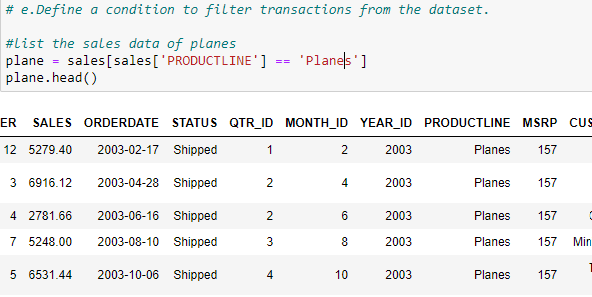 # e.Define a condition to filter transactions from the dataset.
#list the sales data of planes
plane = sales[sales['PRODUCTLINE'] == 'Planes']
plane.head()
ER SALES ORDERDATE STATUS QTR_ID MONTH_ID YEAR_ID PRODUCTLINE MSRP CUS
12 5279.40 2003-02-17 Shipped 1 2 2003 Planes 157
3 6916.12 2003-04-28 Shipped 2 4 2003 Planes 157
4 2781.66 2003-06-16 Shipped 2 6 2003 Planes 157
7 5248.00 2003-08-10 Shipped 3 8 2003 Planes 157 Min
5 6531.44 2003-10-06 Shipped 4 10 2003 Planes 157